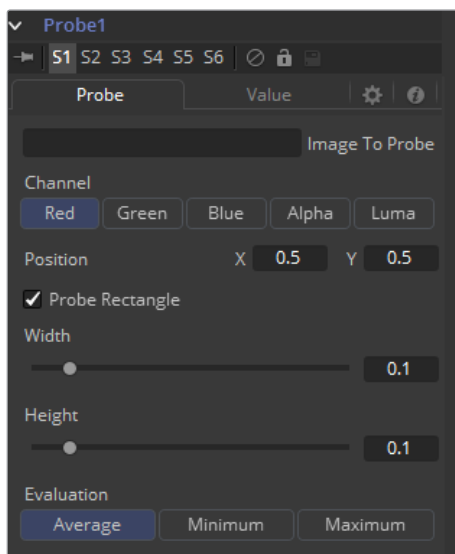 Probe1
S1 S2 S3 S4 S5 S6
Probe Value
Image To Probe
Channel
Red Green Blue Alpha Luma
Position X 0.5 Y 0.5
Probe Rectangle
Width
0.1
Height
0.1
Evaluation
Average Minimum Maximum